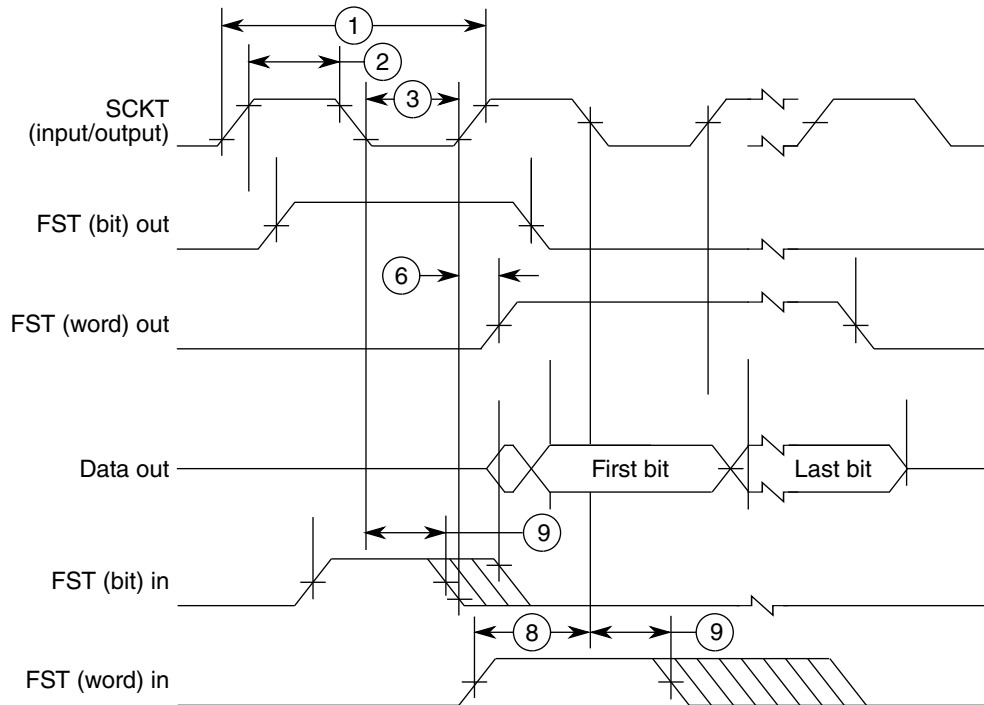 1
2
3
SCKT
(input/output)
FST (bit) out
6
FST (word) out
Data out
First bit
Last bit
9
FST (bit) in
8
9
FST (word) in